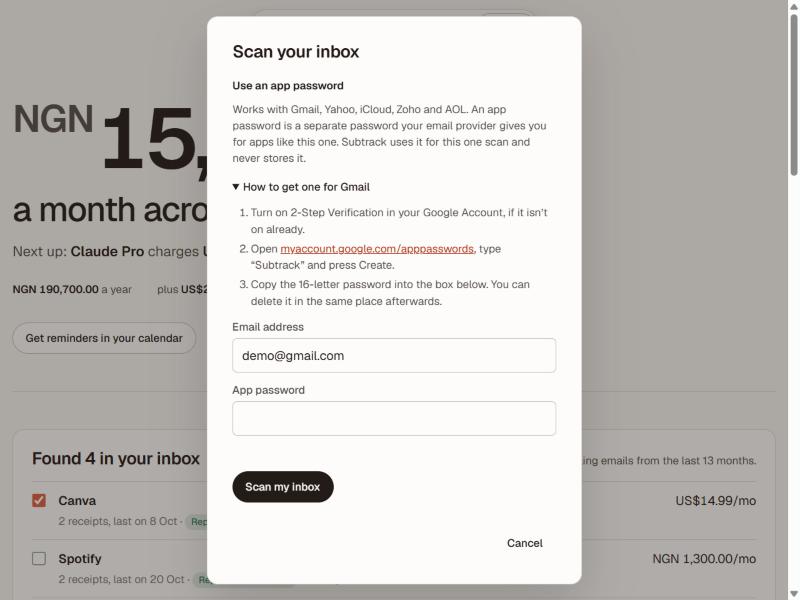 Scan your inbox
Use an app password
Works with Gmail, Yahoo, iCloud, Zoho and AOL. An app
password is a separate password your email provider gives you
for apps like this one. Subtrack uses it for this one scan and
never stores it.
▼ How to get one for Gmail
1. Turn on 2-Step Verification in your Google Account, if it isn't
on already.
2. Open myaccount.google.com/apppasswords, type
“Subtrack” and press Create.
3. Copy the 16-letter password into the box below. You can
delete it in the same place afterwards.
Email address
demo@gmail.com
App password
Scan my inbox
Cancel
NGN 15,
a month
Next up: Claude Pro charges
NGN 190,700.00 a year plus
Get reminders in your calendar
Found 4 in your inbox emails from the last 13 months.
Canva US$14.99/mo
2 receipts, last on 8 Oct ·
Spotify NGN 1,300.00/mo
2 receipts, last on 20 Oct ·